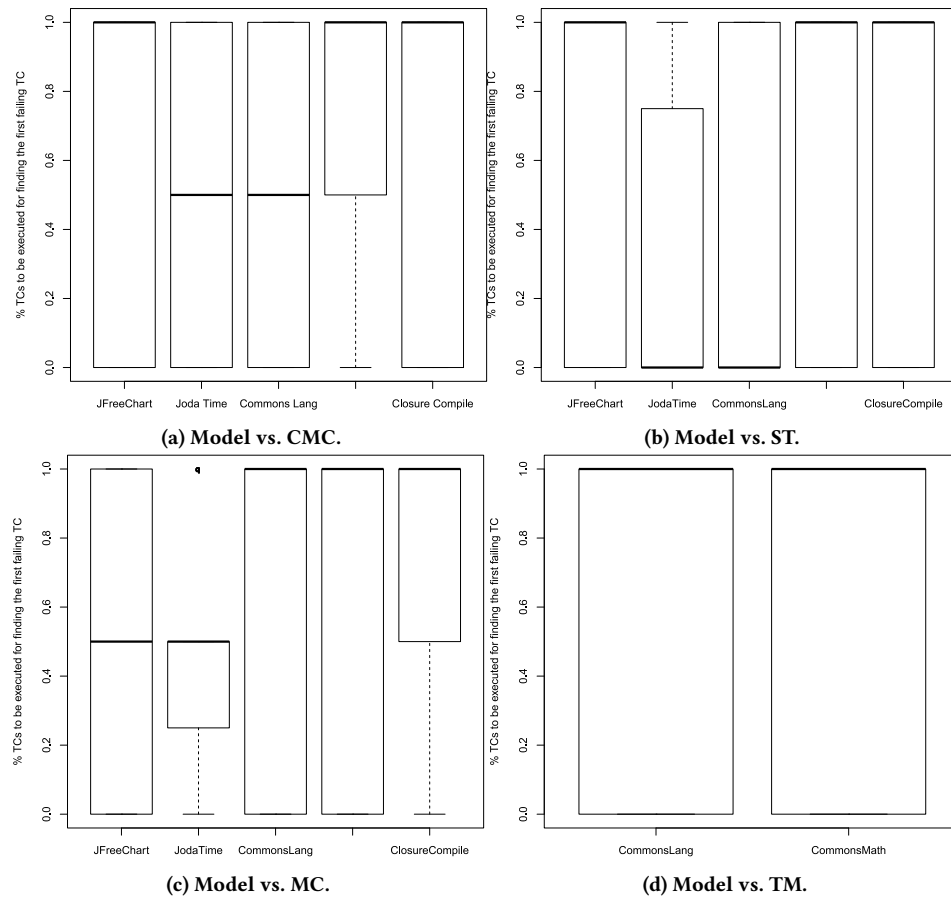 % TCs to be executed for finding the first failing TC
1.0
0.8
0.6
0.4
0.2
0.0
JFreeChart Joda Time Commons Lang Closure Compile
(a) Model vs. CMC.
% TCs to be executed for finding the first failing TC
1.0
0.8
0.6
0.4
0.2
0.0
JFreeChart JodaTime CommonsLang ClosureCompile
(b) Model vs. ST.
% TCs to be executed for finding the first failing TC
1.0
0.8
0.6
0.4
0.2
0.0
q
JFreeChart JodaTime CommonsLang ClosureCompile
(c) Model vs. MC.
% TCs to be executed for finding the first failing TC
1.0
0.8
0.6
0.4
0.2
0.0
CommonsLang CommonsMath
(d) Model vs. TM.